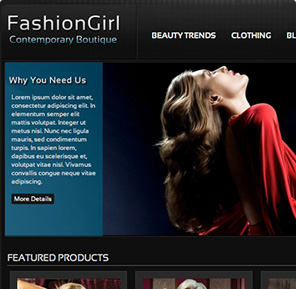 FashionGirl
Contemporary Boutique
BEAUTY TRENDS CLOTHING BL
Why You Need Us
Lorem ipsum dolor sit amet,
consectetur adipiscing elit. In
elementum semper elit
mattis volutpat. Integer ut
metus nisi. Nunc nec ligula
mauris, sed condimentum
turpis. In sapien lorem,
dapibus eu scelerisque et,
volutpat vitae nisl. Vivamus
convallis congue neque vitae
adipiscing.
More Details
FEATURED PRODUCTS